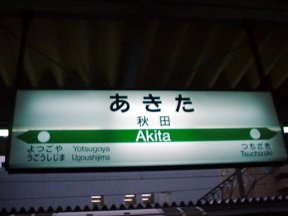 あきた
秋田
Akita
よつごや Yotsugoya
うごうしじま Ugoushijima
つちざき
Tsuchizaki